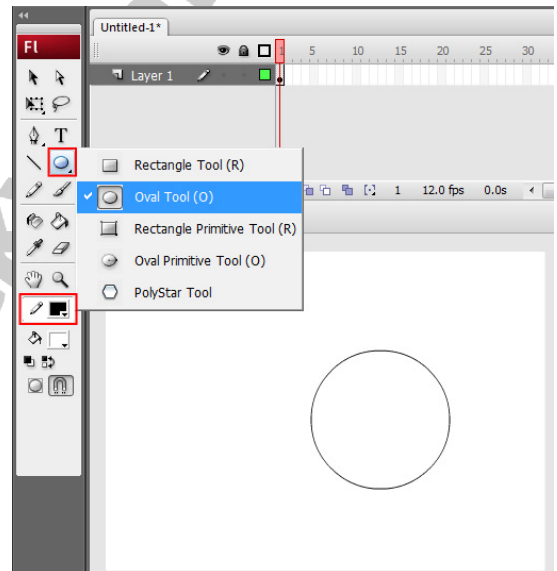 Untitled-1*
Fl
1 5 10 15 20 25 30
Layer 1
T
Rectangle Tool (R)
Oval Tool (O)
1 12.0 fps 0.0s
Rectangle Primitive Tool (R)
Oval Primitive Tool (O)
PolyStar Tool